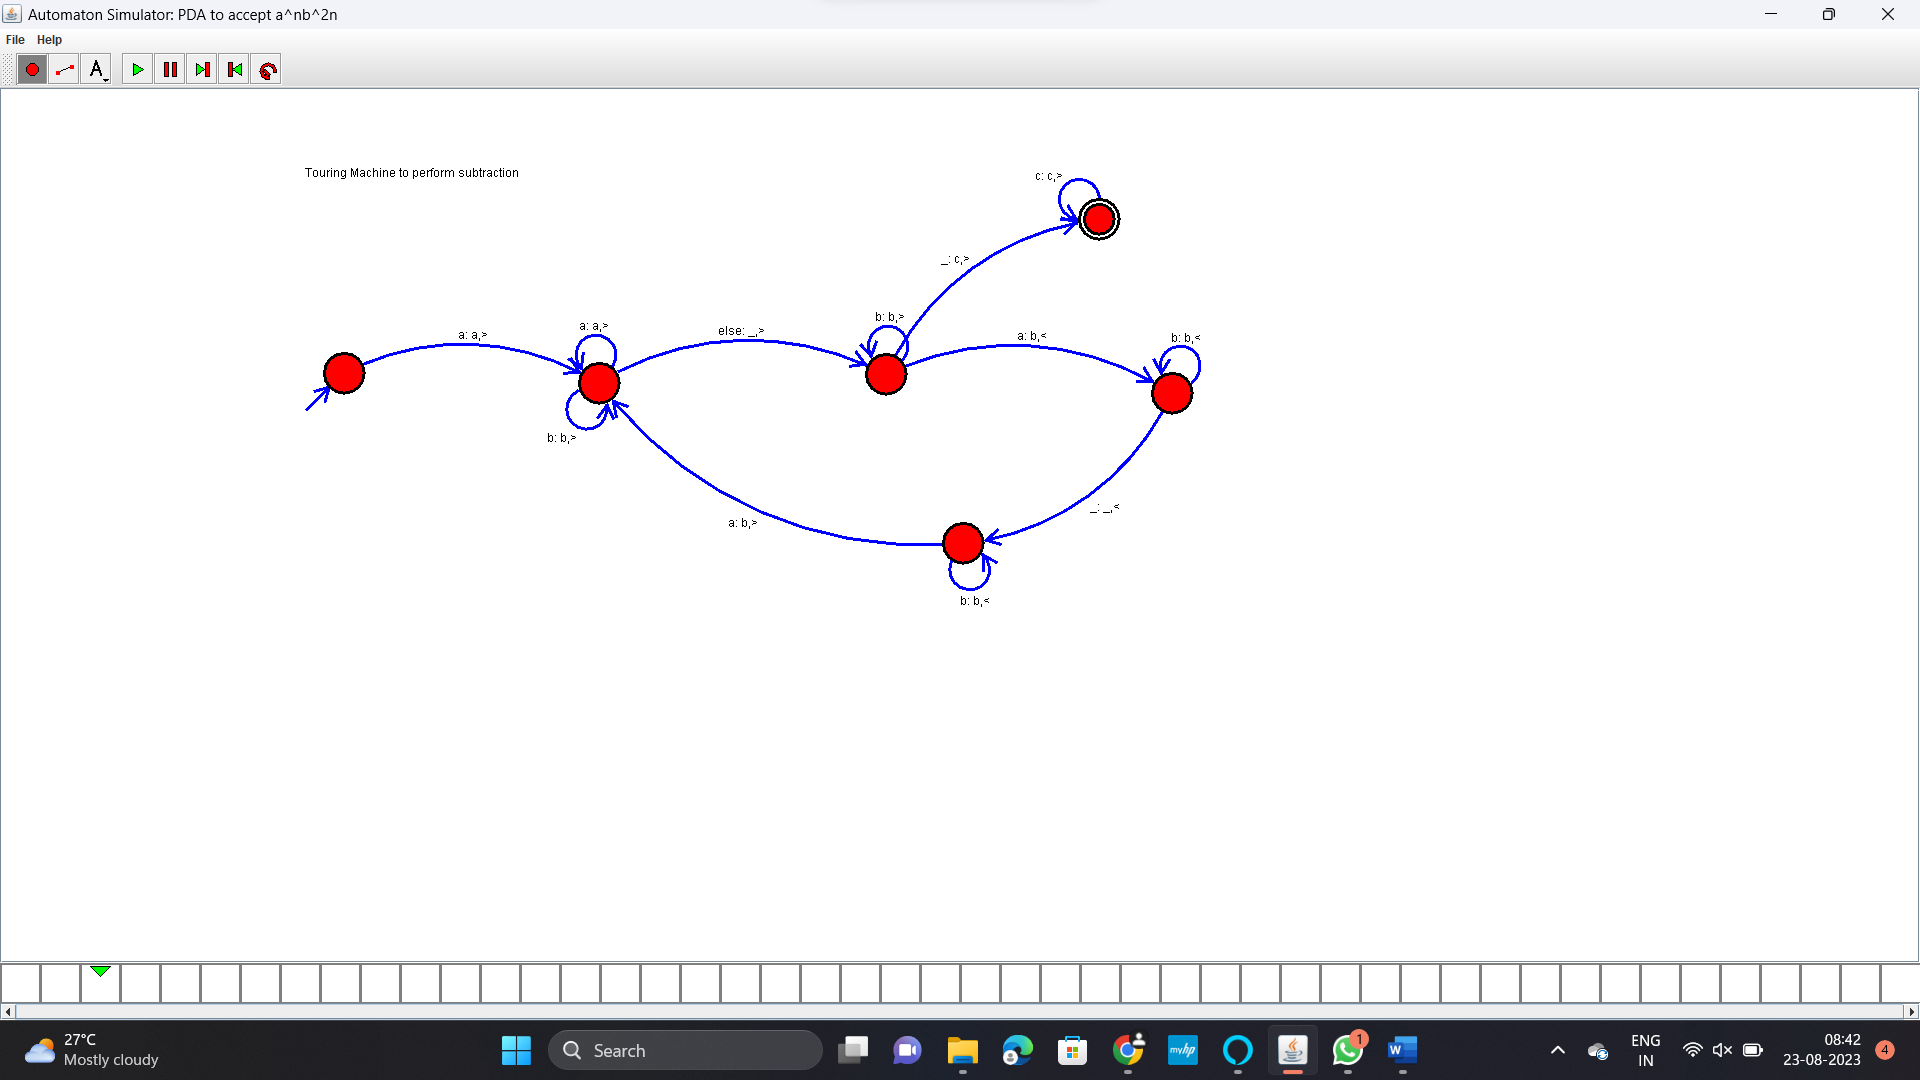 Automaton Simulator: PDA to accept a^nb^2n
File Help
A
Touring Machine to perform subtraction
c: c,>
_: c,>
b: b,>
a: a,>
a: a,>
else: _,>
a: b,<
b: b,<
b: b,>
a: b,>
_: _,<
b: b,<
27°C
Mostly cloudy
Search
myhp
1
W
ENG
IN
08:42
23-08-2023
4